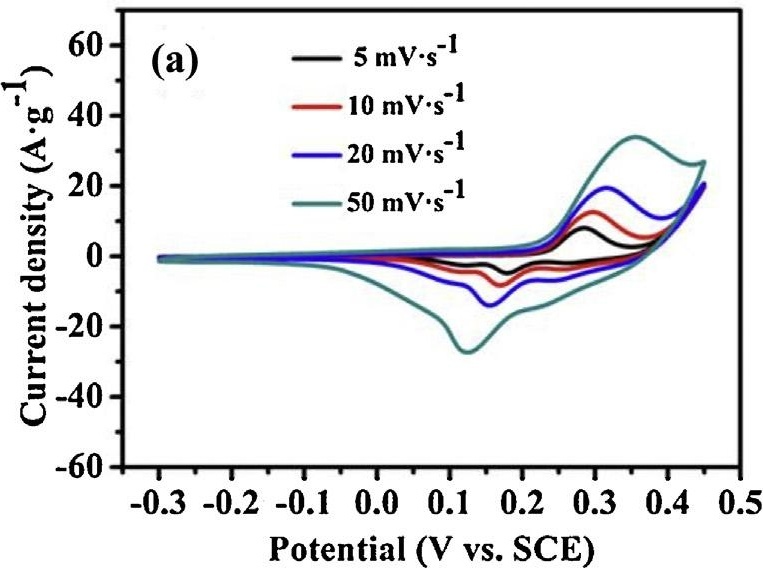 (a)
5 mV·s⁻¹
10 mV·s⁻¹
20 mV·s⁻¹
50 mV·s⁻¹
Current density (A·g⁻¹)
60
40
20
0
-20
-40
-60
-0.3 -0.2 -0.1 0.0 0.1 0.2 0.3 0.4 0.5
Potential (V vs. SCE)